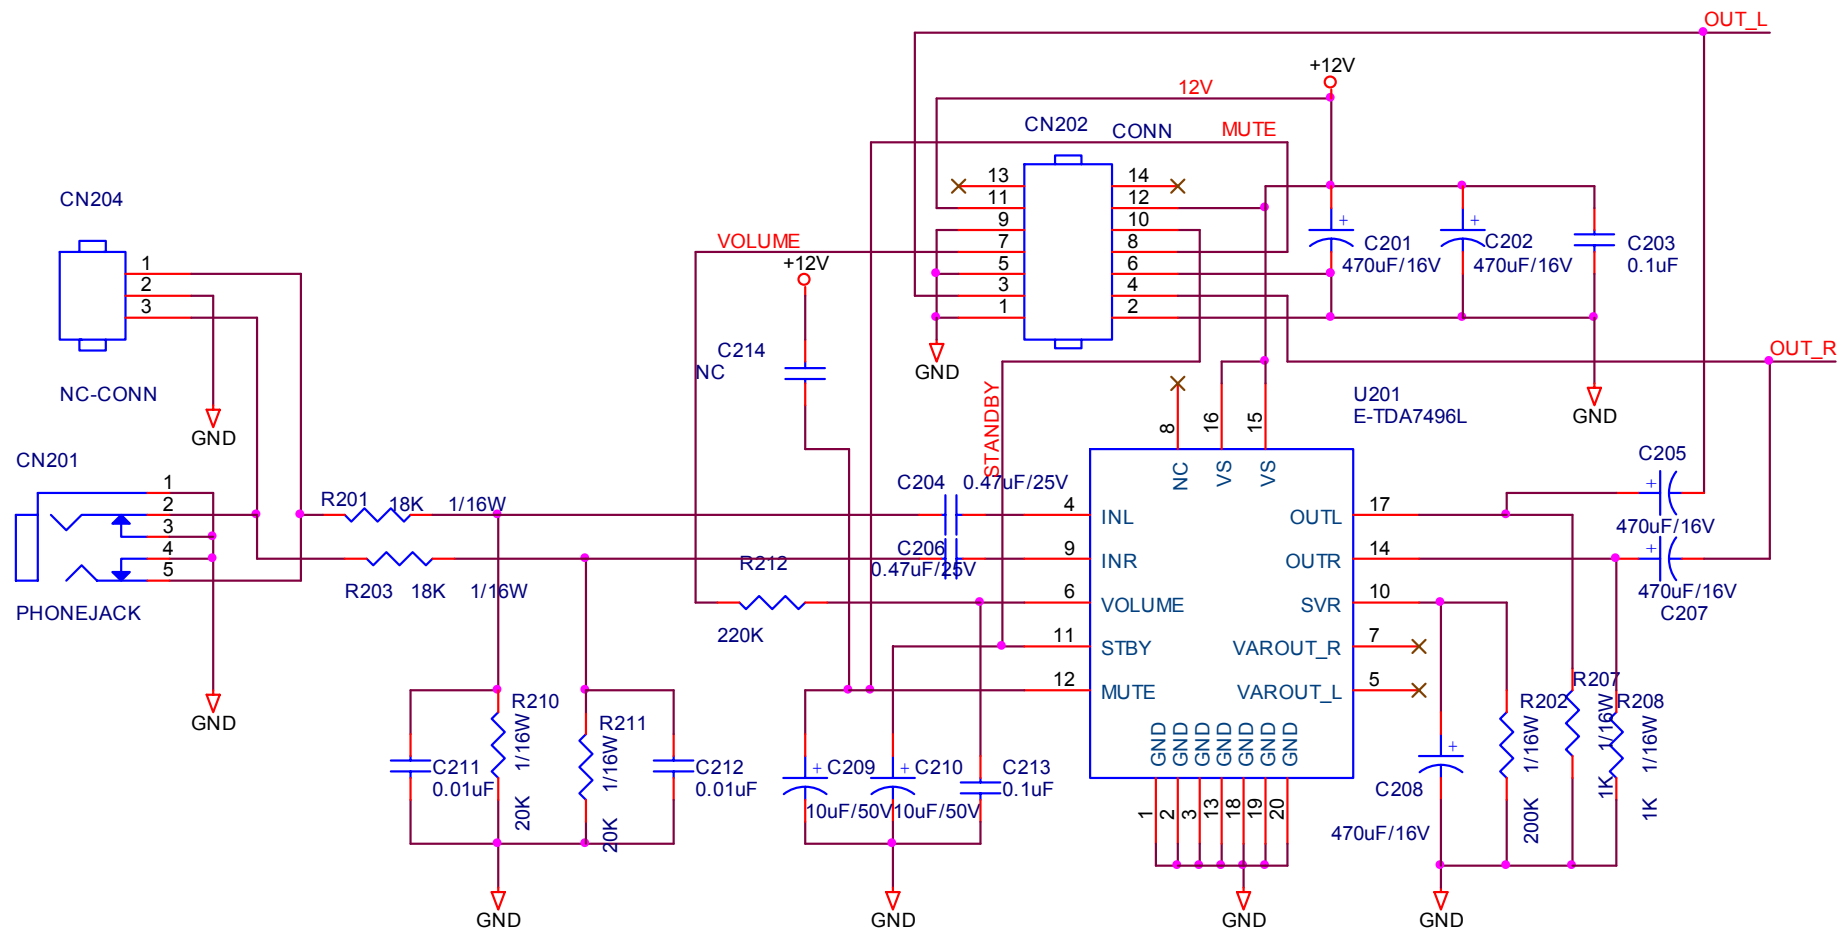 OUT_L
+12V
12V
CN202
CONN
MUTE
13
14
11
12
9
10
7
8
5
6
3
4
1
2
C201
470uF/16V
C202
470uF/16V
C203
0.1uF
CN204
1
2
3
NC-CONN
GND
VOLUME
+12V
C214
NC
GND
STANDBY
OUT_R
GND
U201
E-TDA7496L
CN201
1
2
3
4
5
PHONEJACK
GND
R201
18K
1/16W
R203
18K
1/16W
C204
0.47uF/25V
C206
0.47uF/25V
R212
220K
8
16
15
NC
VS
VS
4
INL
9
INR
6
VOLUME
11
STBY
12
MUTE
17
OUTL
14
OUTR
10
SVR
7
VAROUT_R
5
VAROUT_L
GND
GND
GND
GND
GND
GND
GND
1
2
3
13
18
19
20
C205
470uF/16V
470uF/16V
C207
R210
1/16W
20K
R211
1/16W
20K
C211
0.01uF
C212
0.01uF
C209
10uF/50V
C210
10uF/50V
C213
0.1uF
C208
470uF/16V
R202
1/16W
200K
R207
1/16W
1K
R208
1/16W
1K
GND
GND
GND
GND